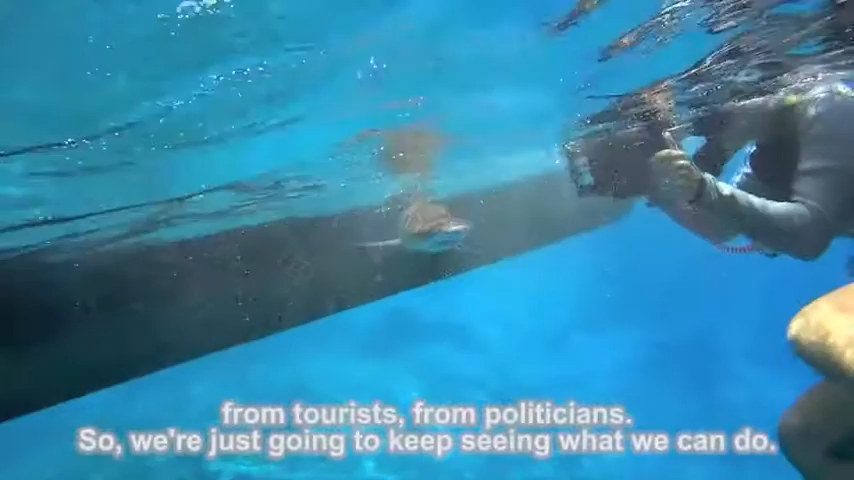 from tourists, from politicians.
So, we're just going to keep seeing what we can do.